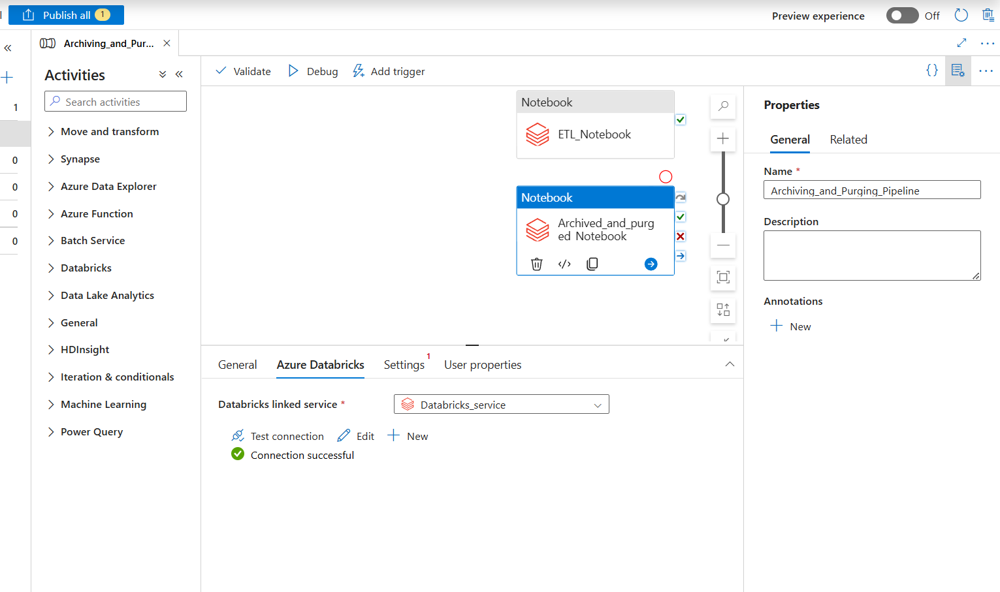 Publish all 1
Preview experience Off
Archiving_and_Pur...
Activities
Validate Debug Add trigger
Search activities
1
0
0
0
0
Move and transform
Synapse
Azure Data Explorer
Azure Function
Batch Service
Databricks
Data Lake Analytics
General
HDInsight
Iteration & conditionals
Machine Learning
Power Query
Notebook
ETL_Notebook
Notebook
Archived_and_purg
ed_Notebook
General Azure Databricks Settings 1 User properties
Databricks linked service *
Databricks_service
Test connection Edit New
Connection successful
Properties
General Related
Name *
Archiving_and_Purging_Pipeline
Description
Annotations
New